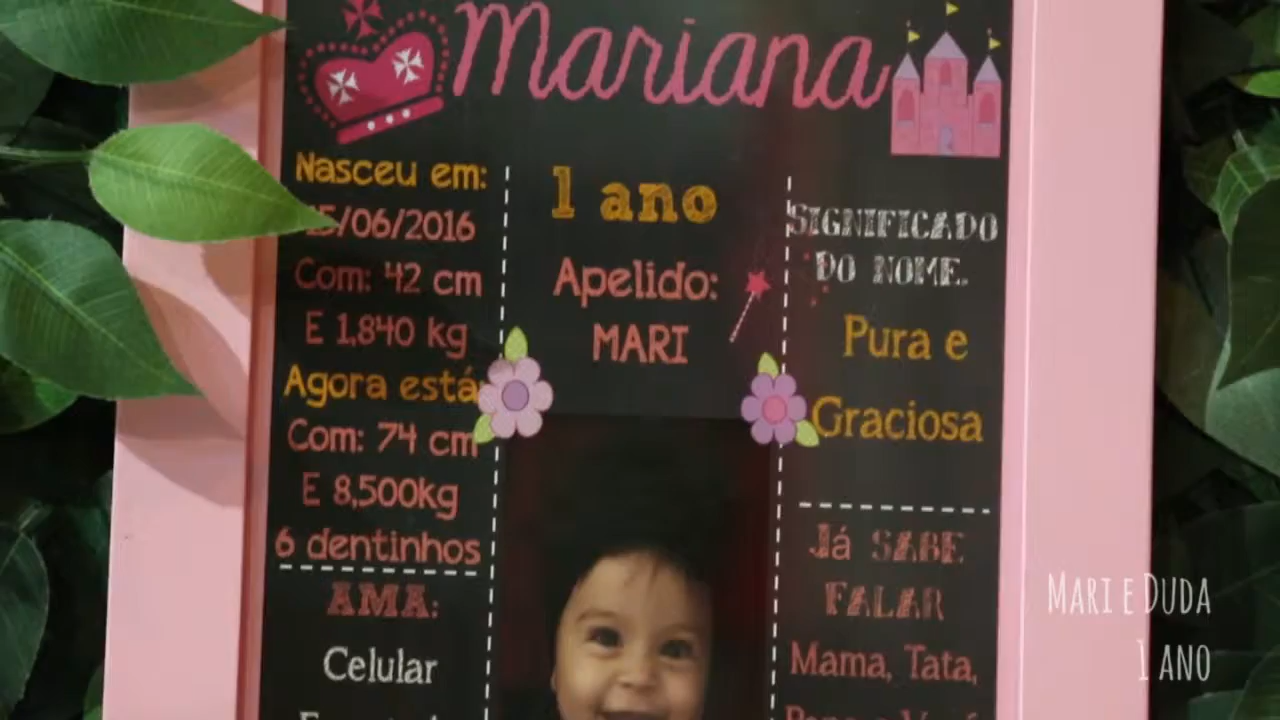 Mariana
Nasceu em:
15/06/2016
Com: 42 cm
E 1,840 kg
Agora está:
Com: 74 cm
E 8,500kg
6 dentinhos
AMA:
Celular
1 ano
Apelido:
MARI
SIGNIFICADO
DO NOME.
Pura e
Graciosa
Já SABE
FALAR
Mama, Tata,
MARI E DUDA
1 ANO